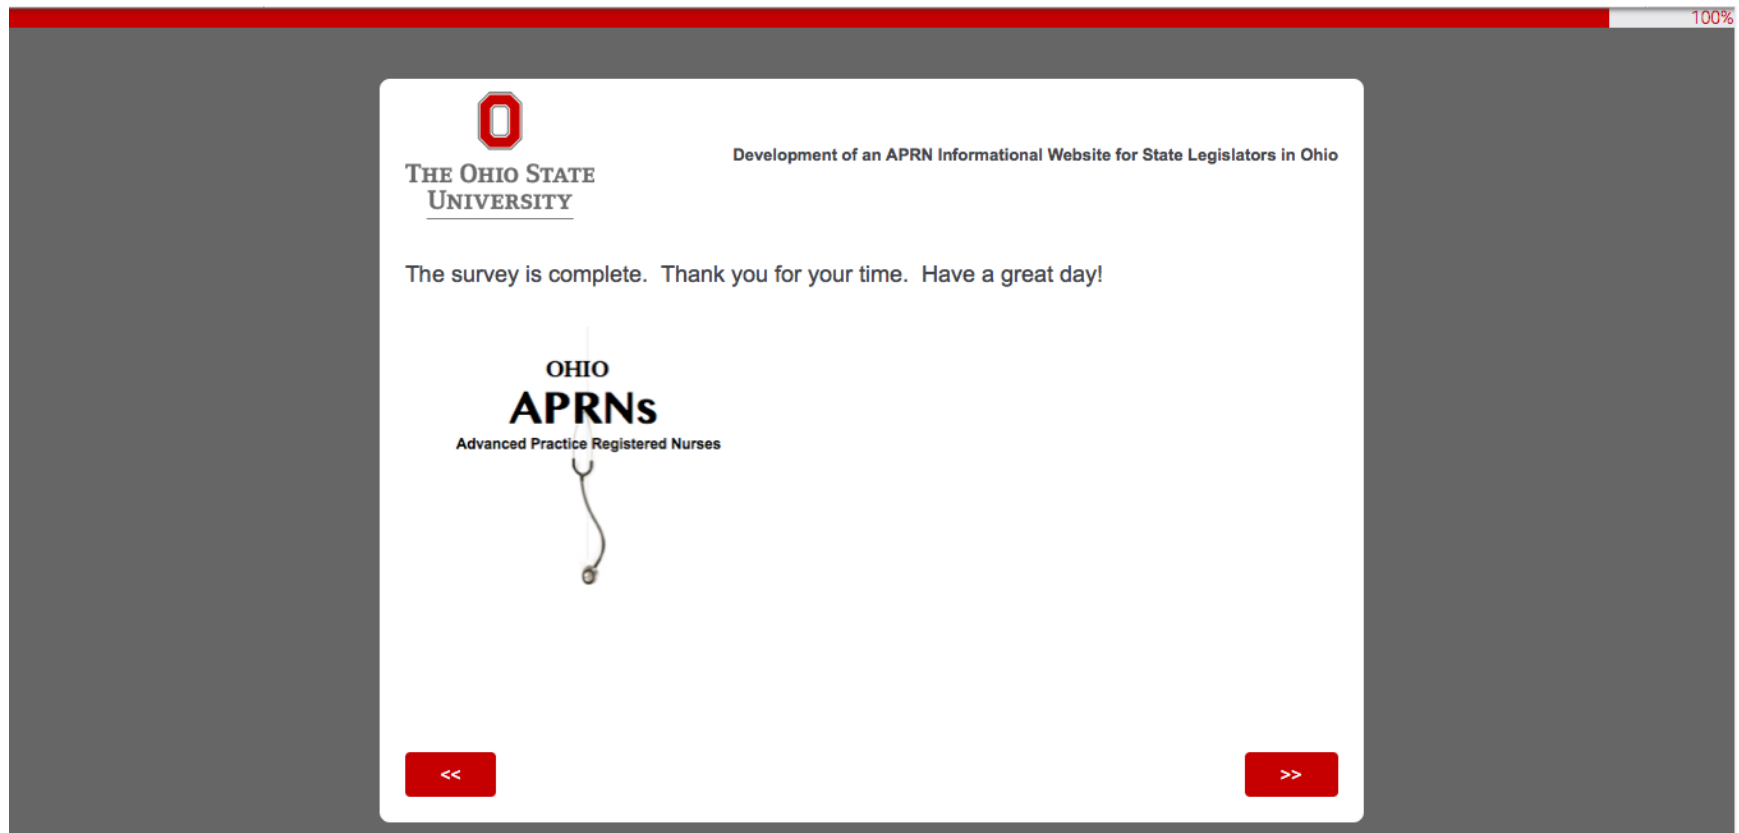 100%
THE OHIO STATE
UNIVERSITY
Development of an APRN Informational Website for State Legislators in Ohio
The survey is complete.  Thank you for your time.  Have a great day!
OHIO
APRNs
Advanced Practice Registered Nurses
<<
>>